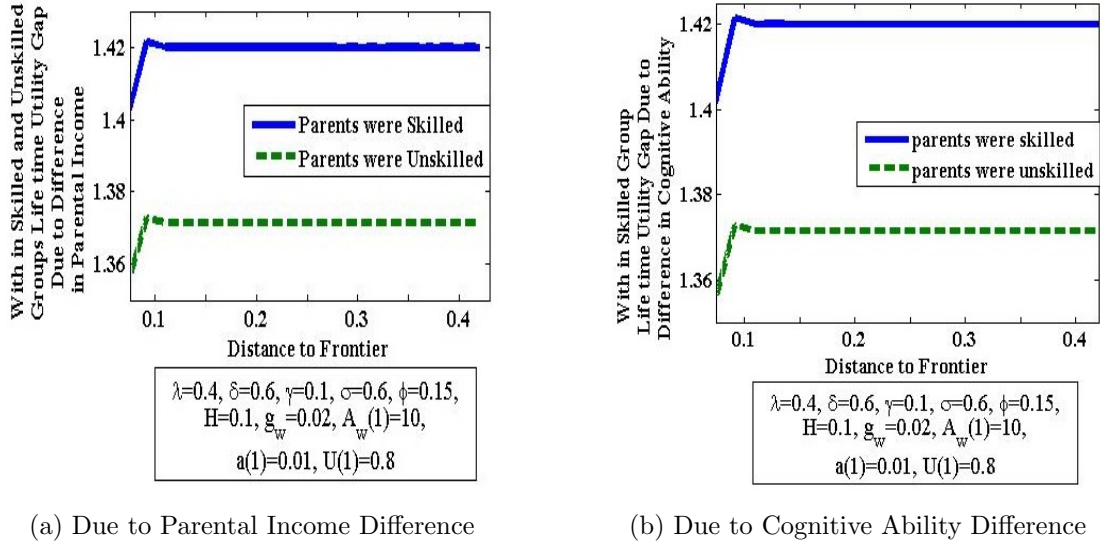 With in Skilled and Unskilled
Groups Life time Utility Gap
Due to Difference
in Parental Income
1.42
1.4
1.38
1.36
Parents were Skilled
Parents were Unskilled
0.1
0.2
0.3
0.4
Distance to Frontier
λ=0.4, δ=0.6, γ=0.1, σ=0.6, ϕ=0.15,
H=0.1, g_w=0.02, A_w(1)=10,
a(1)=0.01, U(1)=0.8
(a) Due to Parental Income Difference
With in Skilled Group
Life time Utility Gap Due to
Difference in Cognitive Ability
1.42
1.4
1.38
1.36
parents were skilled
parents were unskilled
0.1
0.2
0.3
0.4
Distance to Frontier
λ=0.4, δ=0.6, γ=0.1, σ=0.6, ϕ=0.15,
H=0.1, g_w=0.02, A_w(1)=10,
a(1)=0.01, U(1)=0.8
(b) Due to Cognitive Ability Difference